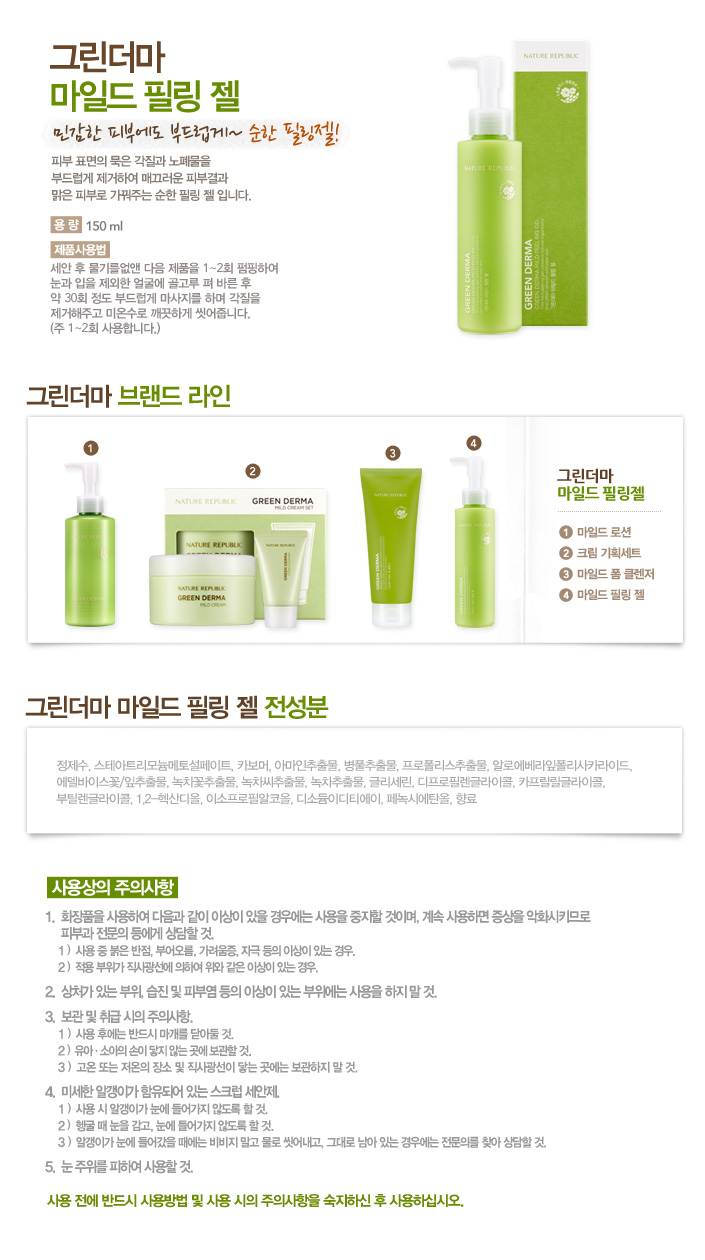 그린더마
마일드 필링 젤
민감한 피부에도 부드럽게~ 순한 필링젤!
피부 표면의 묵은 각질과 노폐물을
부드럽게 제거하여 매끄러운 피부결과
맑은 피부로 가꿔주는 순한 필링 젤 입니다.
용 량 150 ml
제품사용법
세안 후 물기를없앤 다음 제품을 1~2회 펌핑하여
눈과 입을 제외한 얼굴에 골고루 펴 바른 후
약 30회 정도 부드럽게 마사지를 하며 각질을
제거해주고 미온수로 깨끗하게 씻어줍니다.
(주 1~2회 사용합니다.)
NATURE REPUBLIC
NATURE REPUBLIC
GREEN DERMA
GREEN DERMA
GREEN DERMA MILD PEELING GEL
그린더마 브랜드 라인
1
2
3
4
NATURE REPUBLIC
GREEN DERMA
MILD CREAM SET
NATURE REPUBLIC
GREEN DERMA
NATURE REPUBLIC
GREEN DERMA
MILD CREAM
NATURE REPUBLIC
GREEN DERMA
NATURE REPUBLIC
GREEN DERMA
그린더마
마일드 필링젤
1 마일드 로션
2 크림 기획세트
3 마일드 폼 클렌저
4 마일드 필링 젤
그린더마 마일드 필링 젤 전성분
정제수, 스테아트리모늄메토설페이트, 카보머, 아마인추출물, 병풀추출물, 프로폴리스추출물, 알로에베라잎폴리사카라이드,
에델바이스꽃/잎추출물, 녹차꽃추출물, 녹차씨추출물, 녹차추출물, 글리세린, 디프로필렌글라이콜, 카프릴릴글라이콜,
부틸렌글라이콜, 1,2-헥산디올, 이소프로필알코올, 디소듐이디티에이, 페녹시에탄올, 향료
사용상의 주의사항
1. 화장품을 사용하여 다음과 같이 이상이 있을 경우에는 사용을 중지할 것이며, 계속 사용하면 증상을 악화시키므로
피부과 전문의 등에게 상담할 것.
1 ) 사용 중 붉은 반점, 부어오름, 가려움증, 자극 등의 이상이 있는 경우.
2 ) 적용 부위가 직사광선에 의하여 위와 같은 이상이 있는 경우.
2. 상처가 있는 부위, 습진 및 피부염 등의 이상이 있는 부위에는 사용을 하지 말 것.
3. 보관 및 취급 시의 주의사항.
1 ) 사용 후에는 반드시 마개를 닫아둘 것.
2 ) 유아·소아의 손이 닿지 않는 곳에 보관할 것.
3 ) 고온 또는 저온의 장소 및 직사광선이 닿는 곳에는 보관하지 말 것.
4. 미세한 알갱이가 함유되어 있는 스크럽 세안제.
1 ) 사용 시 알갱이가 눈에 들어가지 않도록 할 것.
2 ) 헹굴 때 눈을 감고, 눈에 들어가지 않도록 할 것.
3 ) 알갱이가 눈에 들어갔을 때에는 비비지 말고 물로 씻어내고, 그대로 남아 있는 경우에는 전문의를 찾아 상담할 것.
5. 눈 주위를 피하여 사용할 것.
사용 전에 반드시 사용방법 및 사용 시의 주의사항을 숙지하신 후 사용하십시오.